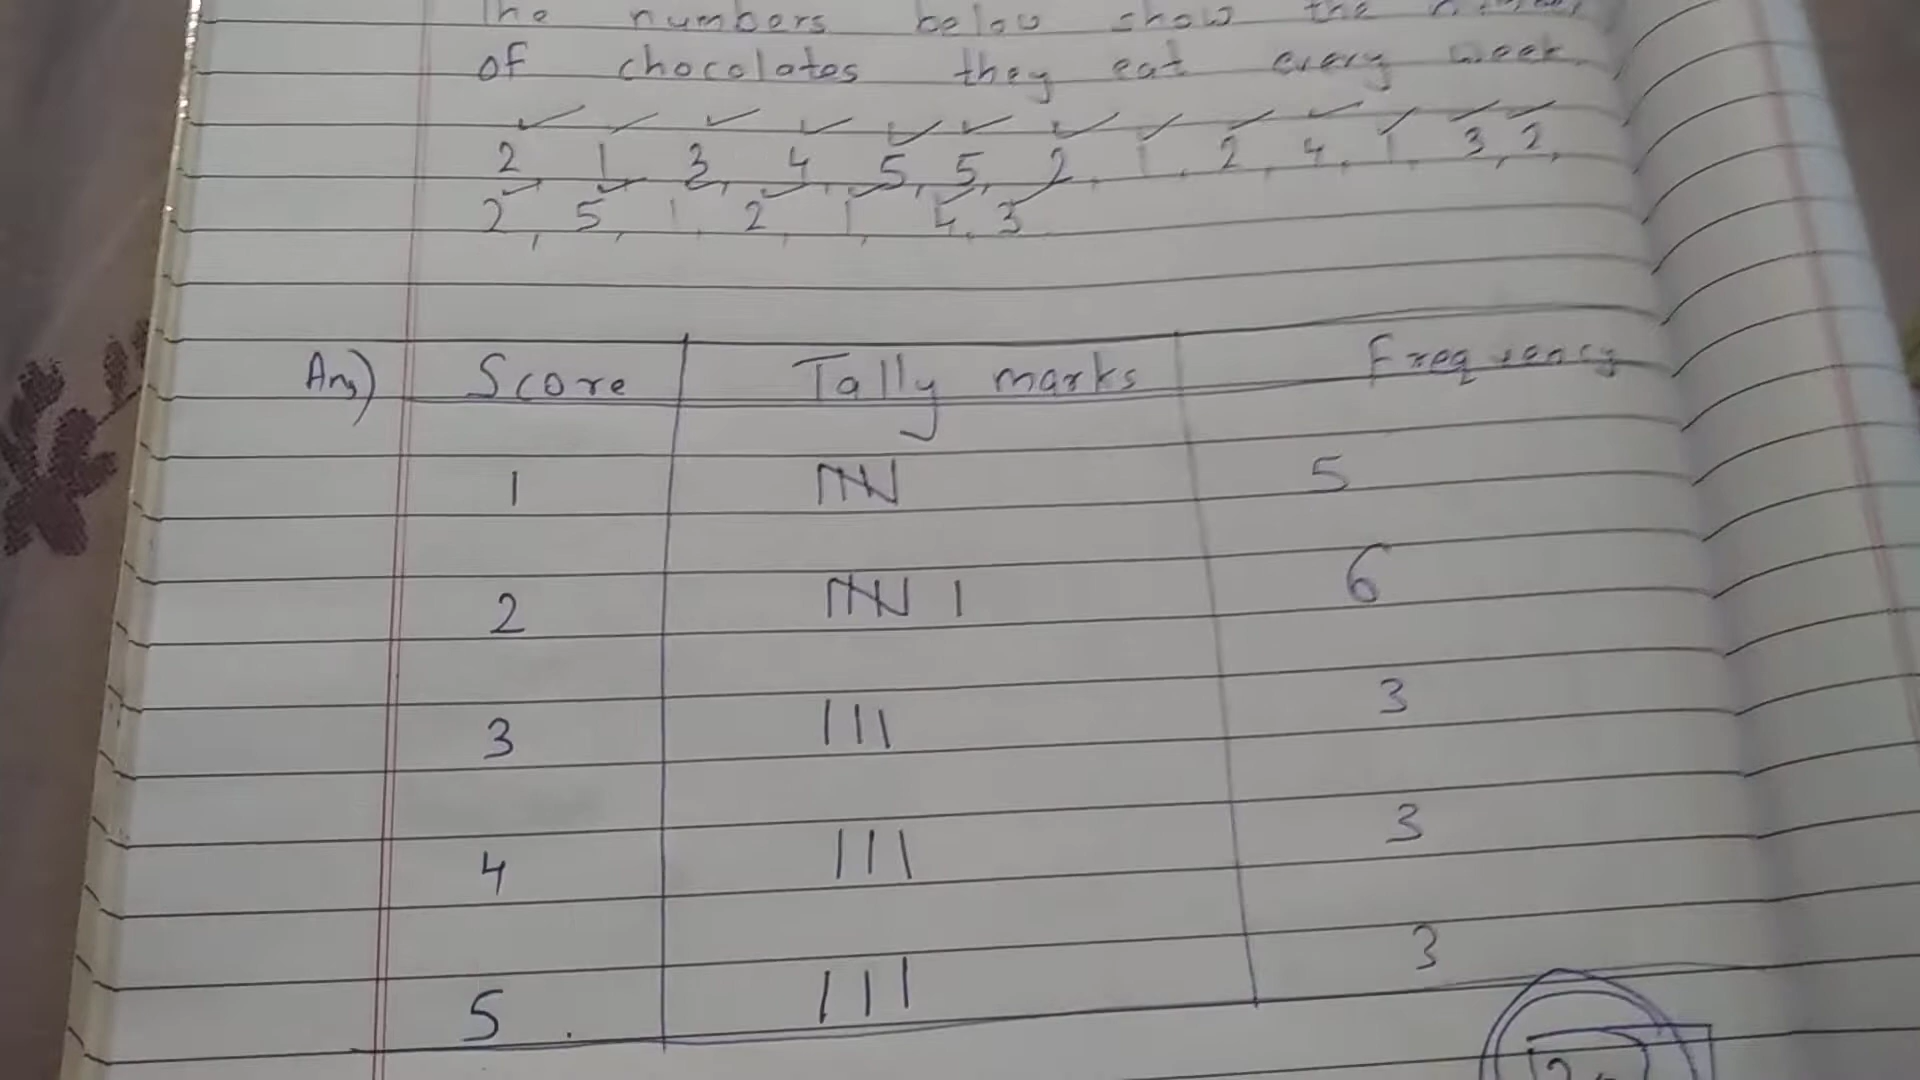 The numbers below show the
of chocolates they eat every week.
2, 1, 3, 4, 5, 5, 2, 1, 2, 4, 1, 3, 2,
2, 5, 1, 2, 1, 4, 3
Ans) Score Tally marks Frequency
1 𝍸 5
2 𝍸 | 6
3 ||| 3
4 ||| 3
5 ||| 3